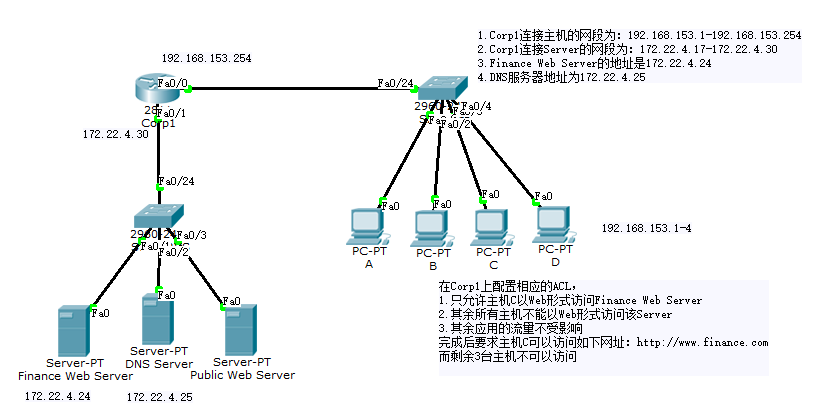 1.Corp1连接主机的网段为: 192.168.153.1-192.168.153.254
2.Corp1连接Server的网段为: 172.22.4.17-172.22.4.30
3.Finance Web Server的地址是172.22.4.24
4.DNS服务器地址为172.22.4.25
192.168.153.254
Fa0/0
Corp1
Fa0/1
172.22.4.30
Fa0/24
Fa0/4
Fa0/2
Fa0/24
Fa0/3
Fa0/2
Fa0
Fa0
Fa0
Fa0
PC-PT
A
PC-PT
B
PC-PT
C
PC-PT
D
192.168.153.1-4
Fa0
Fa0
Fa0
Server-PT
Finance Web Server
Server-PT
DNS Server
Server-PT
Public Web Server
172.22.4.24
172.22.4.25
在Corp1上配置相应的ACL，
1.只允许主机C以Web形式访问Finance Web Server
2.其余所有主机不能以Web形式访问该Server
3.其余应用的流量不受影响
完成后要求主机C可以访问如下网址: http://www.finance.com
而剩余3台主机不可以访问